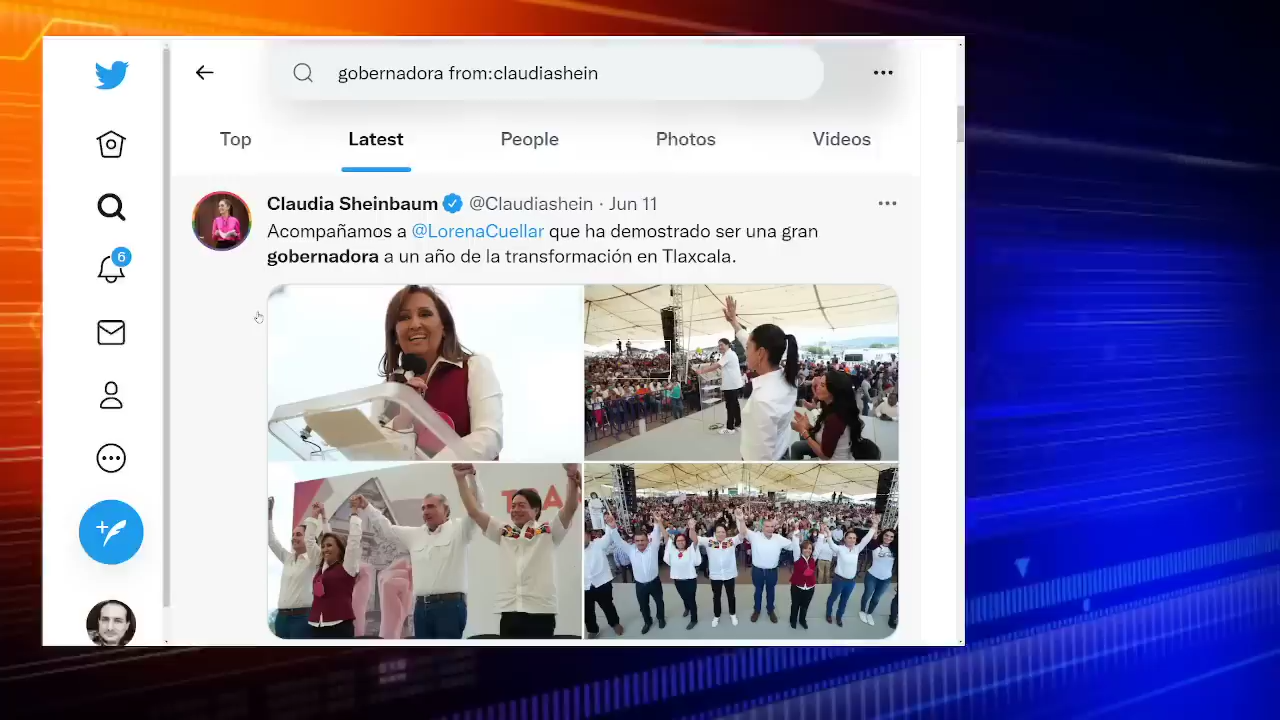 gobernadora from:claudiashein
Top
Latest
People
Photos
Videos
Claudia Sheinbaum @Claudiashein · Jun 11
6
Acompañamos a @LorenaCuellar que ha demostrado ser una gran
gobernadora a un año de la transformación en Tlaxcala.